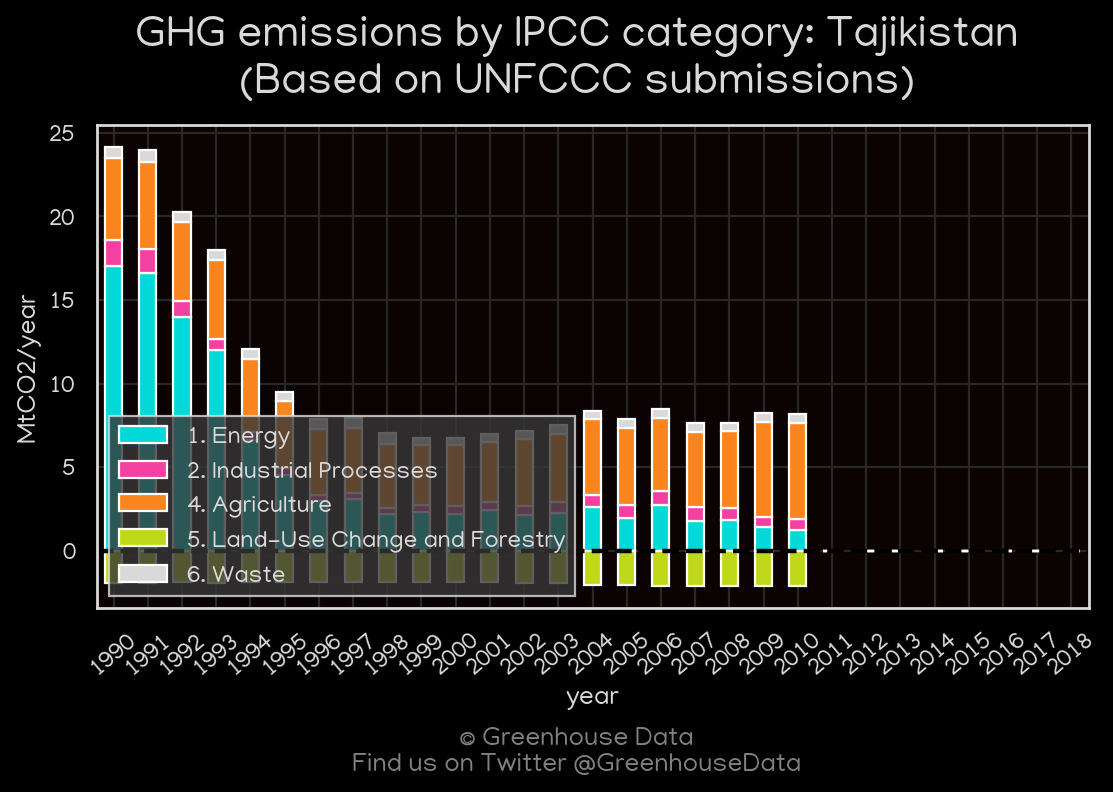 GHG emissions by IPCC category: Tajikistan
(Based on UNFCCC submissions)
25
20
15
10
5
0
MtCO2/year
1. Energy
2. Industrial Processes
4. Agriculture
5. Land-Use Change and Forestry
6. Waste
1990 1991 1992 1993 1994 1995 1996 1997 1998 1999 2000 2001 2002 2003 2004 2005 2006 2007 2008 2009 2010 2011 2012 2013 2014 2015 2016 2017 2018
year
© Greenhouse Data
Find us on Twitter @GreenhouseData